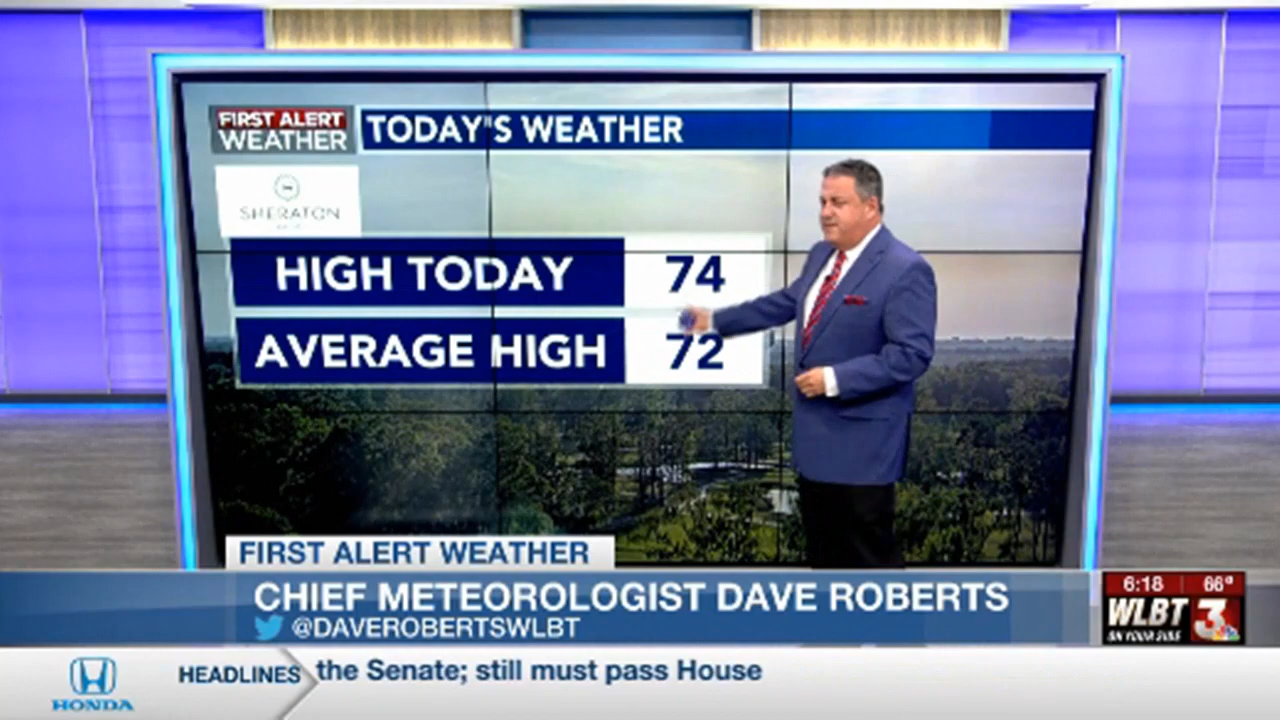 FIRST ALERT
WEATHER
TODAY'S WEATHER
SHERATON
HIGH TODAY 74
AVERAGE HIGH 72
FIRST ALERT WEATHER
CHIEF METEOROLOGIST DAVE ROBERTS
@DAVEROBERTSWLBT
6:18 66°
WLBT 3
ON YOUR SIDE
HONDA
HEADLINES the Senate; still must pass House